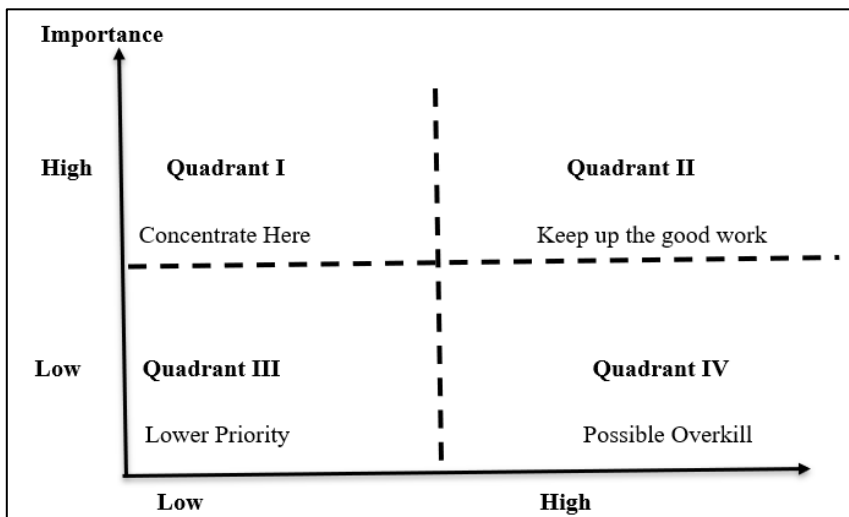 Importance
High
Quadrant I
Quadrant II
Concentrate Here
Keep up the good work
Low
Quadrant III
Quadrant IV
Lower Priority
Possible Overkill
Low
High